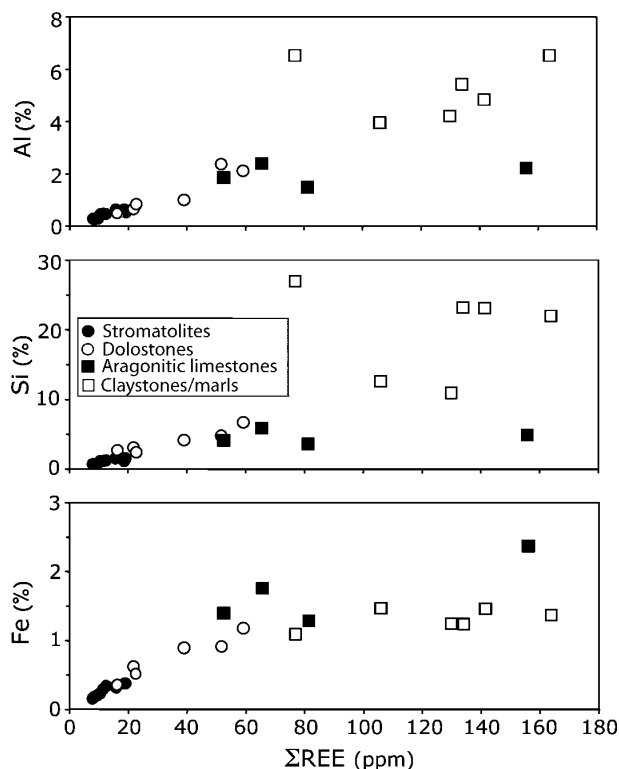 8
6
4
2
0
Al (%)
30
20
10
0
Si (%)
Stromatolites
Dolostones
Aragonitic limestones
Claystones/marls
3
2
1
0
Fe (%)
0 20 40 60 80 100 120 140 160 180
ΣREE (ppm)